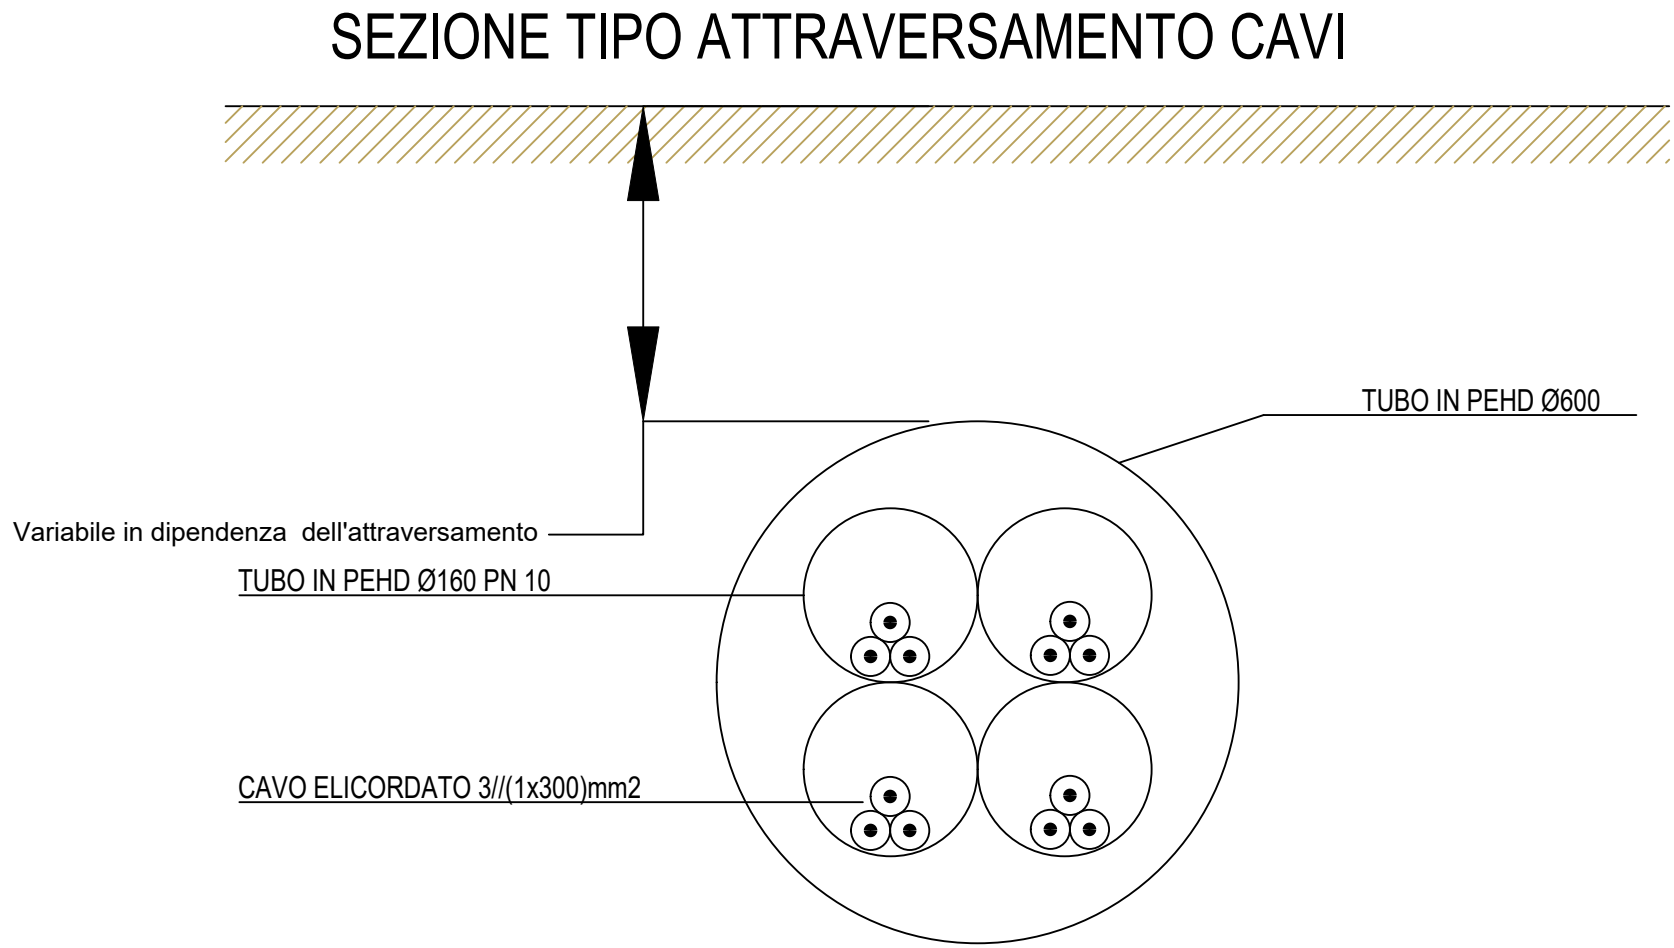 SEZIONE TIPO ATTRAVERSAMENTO CAVI
TUBO IN PEHD Ø600
Variabile in dipendenza  dell'attraversamento
TUBO IN PEHD Ø160 PN 10
CAVO ELICORDATO 3//(1x300)mm2